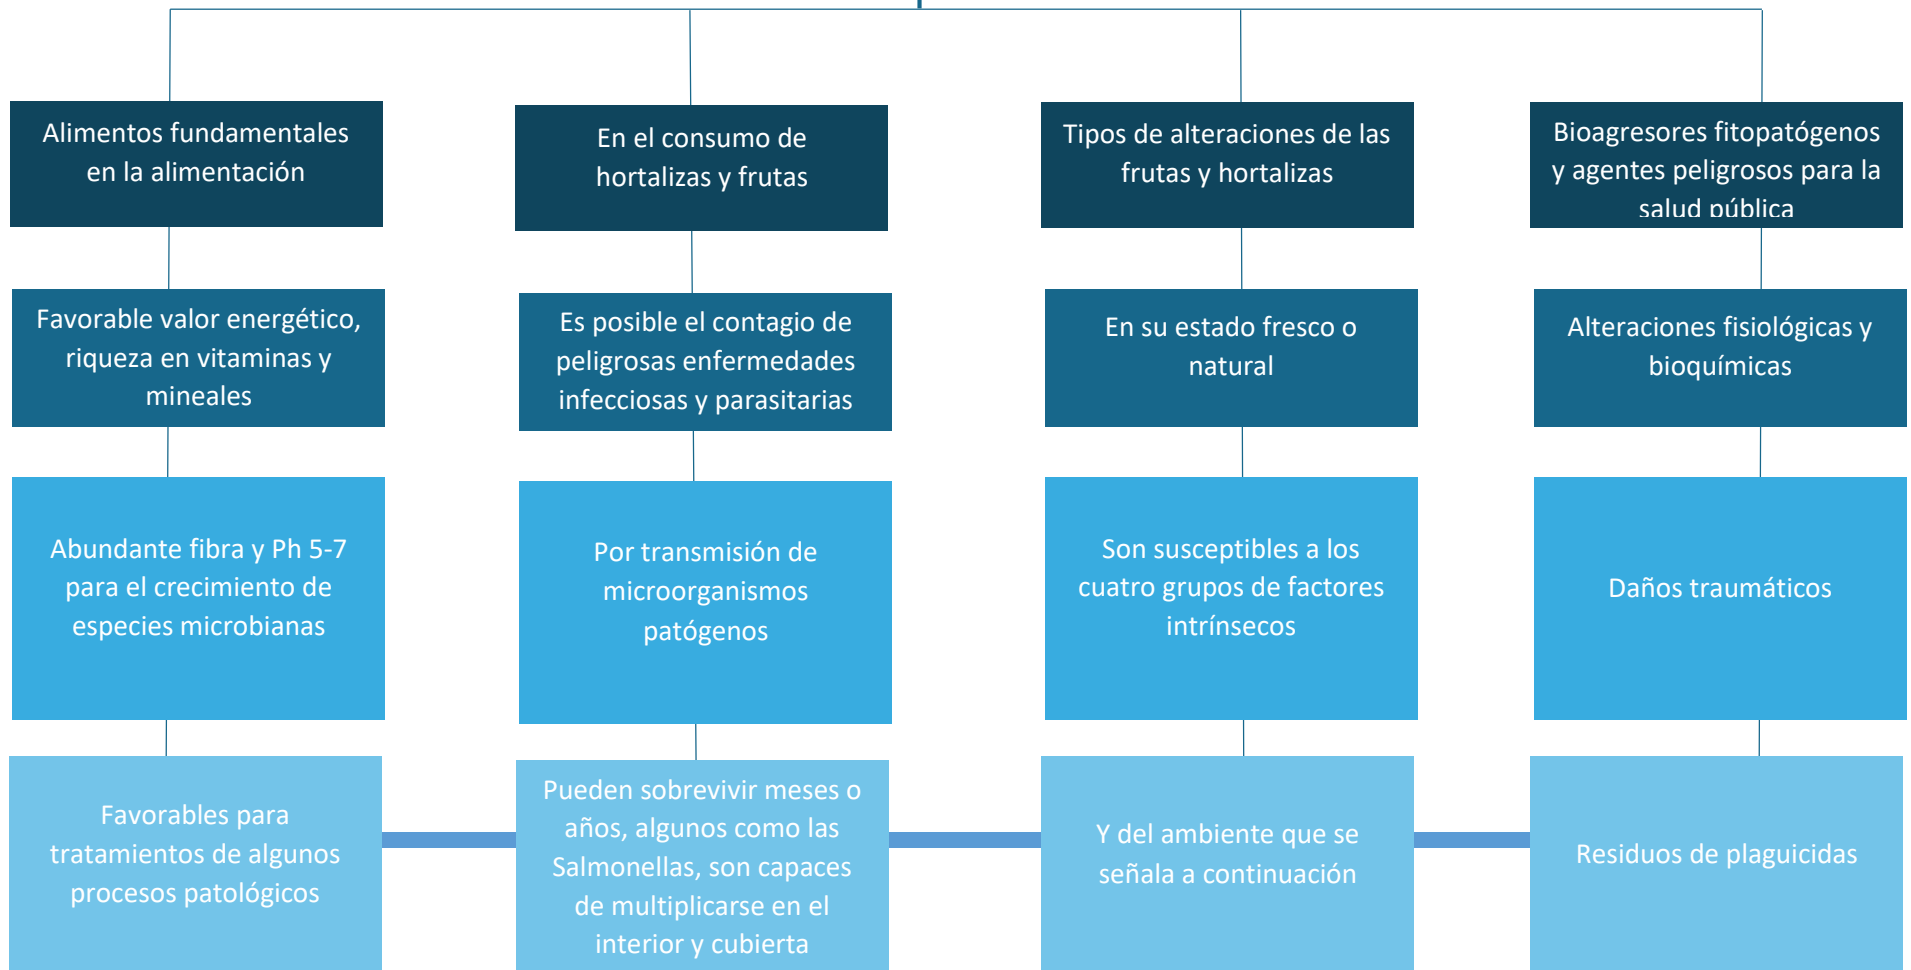 Alimentos fundamentales
en la alimentación
En el consumo de
hortalizas y frutas
Tipos de alteraciones de las
frutas y hortalizas
Bioagresores fitopatógenos
y agentes peligrosos para la
salud pública
Favorable valor energético,
riqueza en vitaminas y
mineales
Es posible el contagio de
peligrosas enfermedades
infecciosas y parasitarias
En su estado fresco o
natural
Alteraciones fisiológicas y
bioquímicas
Abundante fibra y Ph 5-7
para el crecimiento de
especies microbianas
Por transmisión de
microorganismos
patógenos
Son susceptibles a los
cuatro grupos de factores
intrínsecos
Daños traumáticos
Favorables para
tratamientos de algunos
procesos patológicos
Pueden sobrevivir meses o
años, algunos como las
Salmonellas, son capaces
de multiplicarse en el
interior y cubierta
Y del ambiente que se
señala a continuación
Residuos de plaguicidas